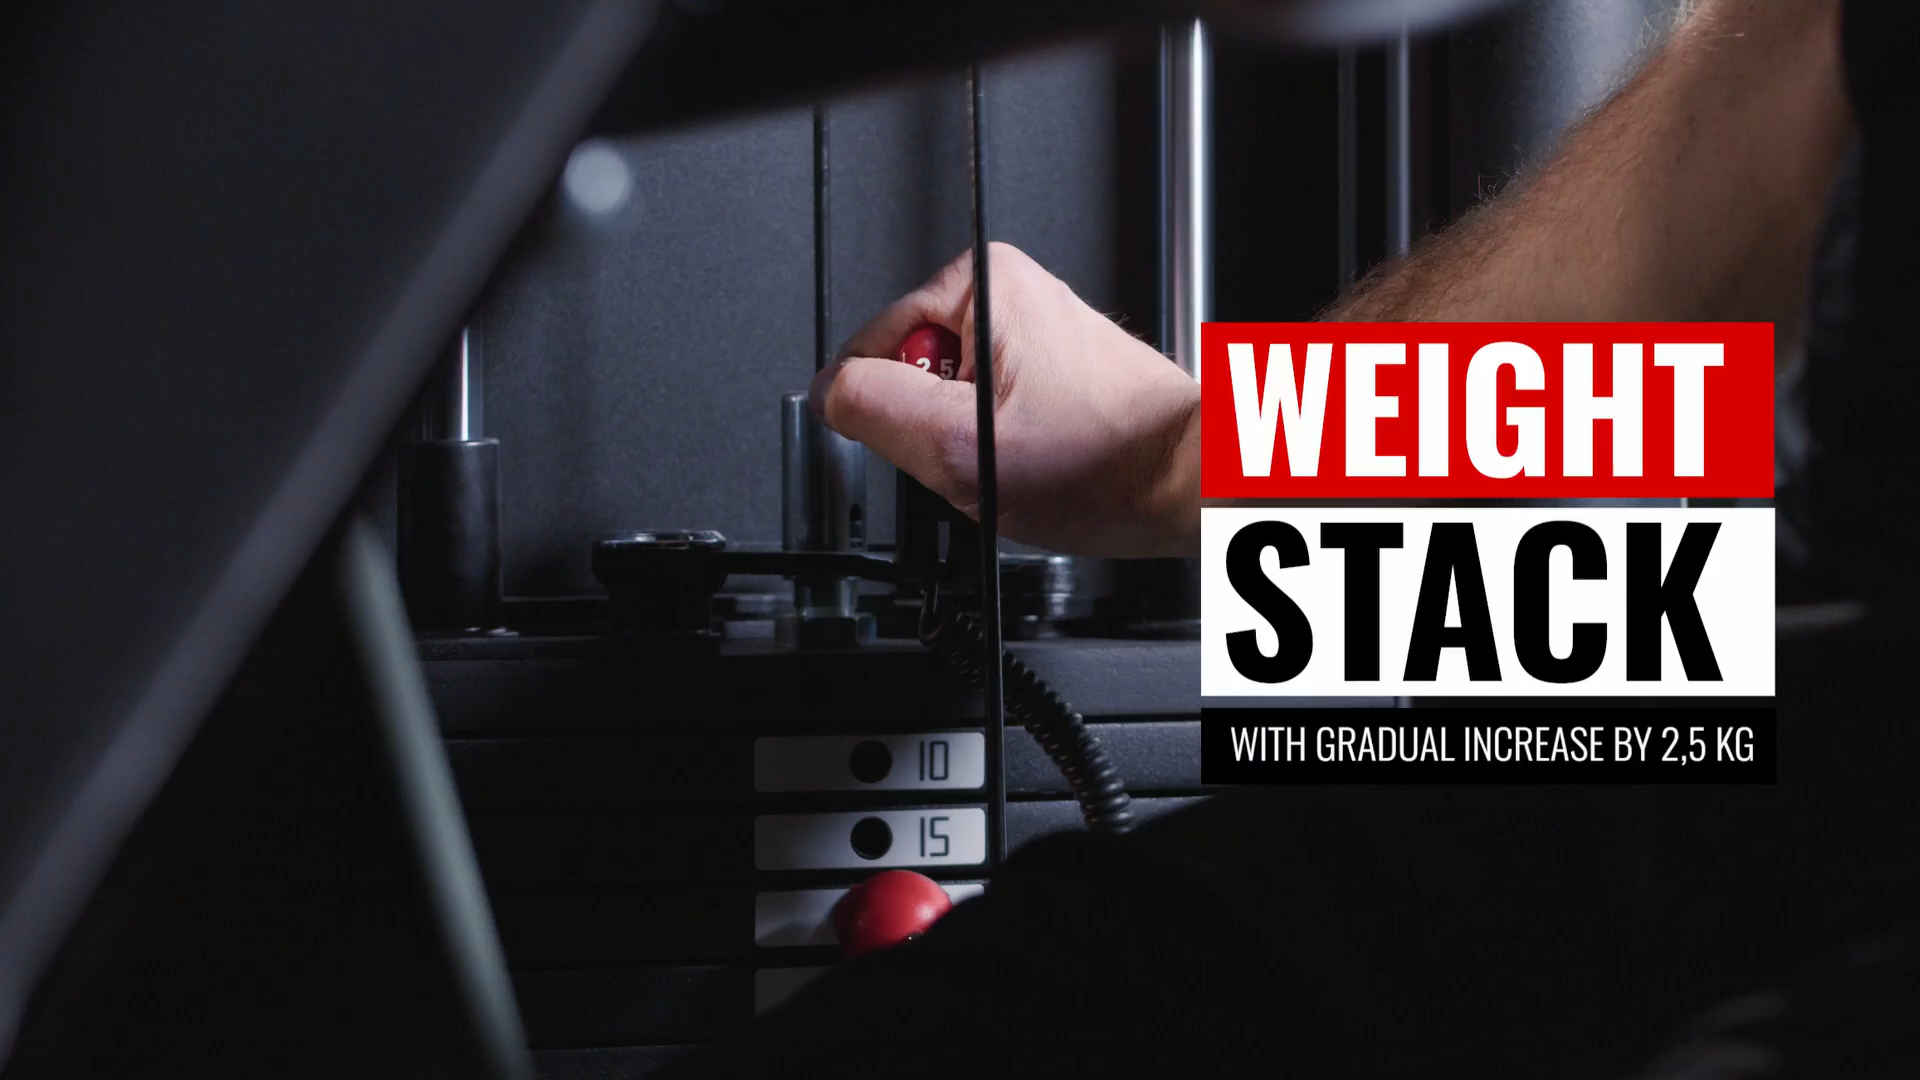 2 5
WEIGHT
STACK
WITH GRADUAL INCREASE BY 2,5 KG
10
15